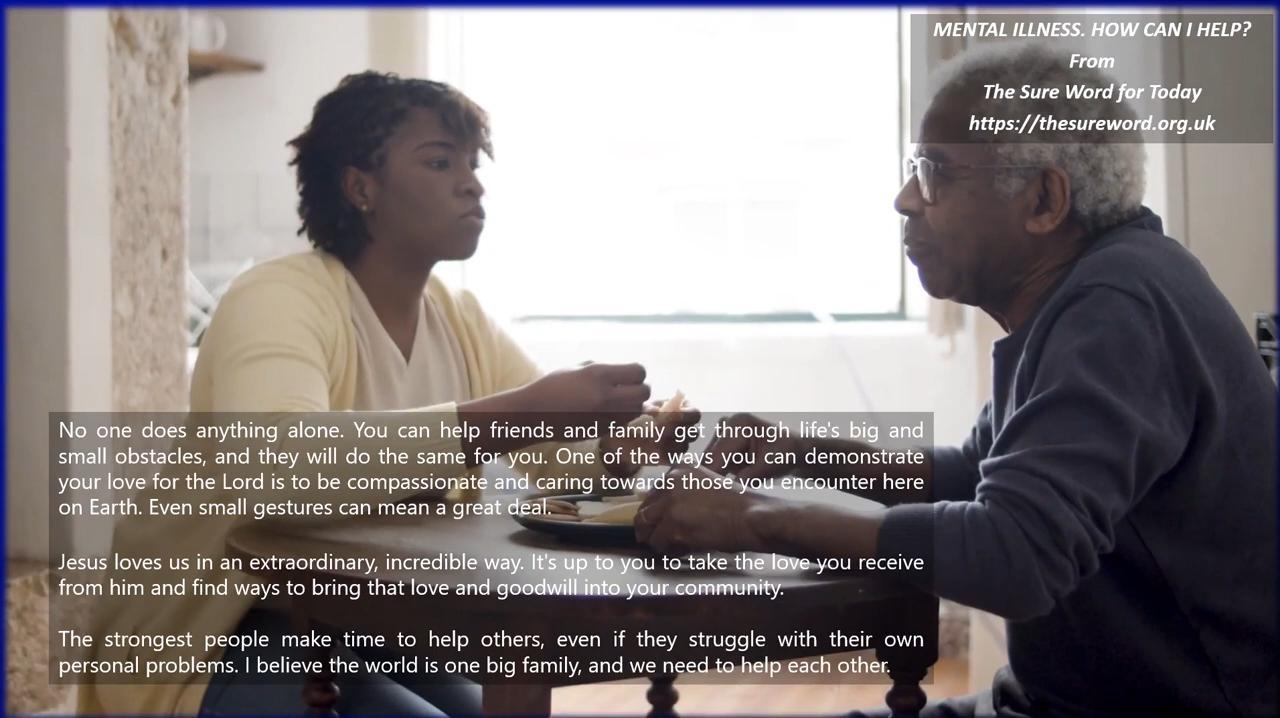 MENTAL ILLNESS. HOW CAN I HELP?
From
The Sure Word for Today
https://thesureword.org.uk
No one does anything alone. You can help friends and family get through life's big and
small obstacles, and they will do the same for you. One of the ways you can demonstrate
your love for the Lord is to be compassionate and caring towards those you encounter here
on Earth. Even small gestures can mean a great deal.
Jesus loves us in an extraordinary, incredible way. It's up to you to take the love you receive
from him and find ways to bring that love and goodwill into your community.
The strongest people make time to help others, even if they struggle with their own
personal problems. I believe the world is one big family, and we need to help each other.